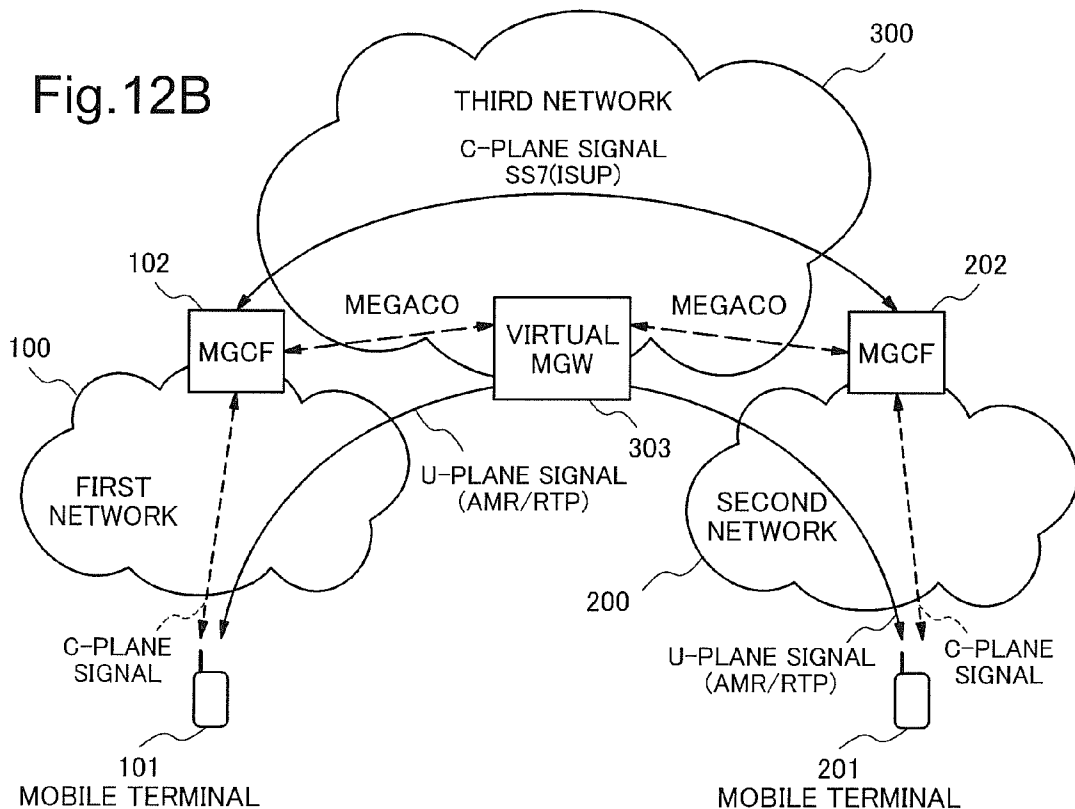 Fig.12B
300
THIRD NETWORK
C-PLANE SIGNAL
SS7(ISUP)
102
202
MEGACO
MEGACO
MGCF
VIRTUAL
MGW
MGCF
100
303
FIRST
NETWORK
U-PLANE SIGNAL
(AMR/RTP)
SECOND
NETWORK
200
C-PLANE
SIGNAL
U-PLANE SIGNAL
(AMR/RTP)
C-PLANE
SIGNAL
101
MOBILE TERMINAL
201
MOBILE TERMINAL